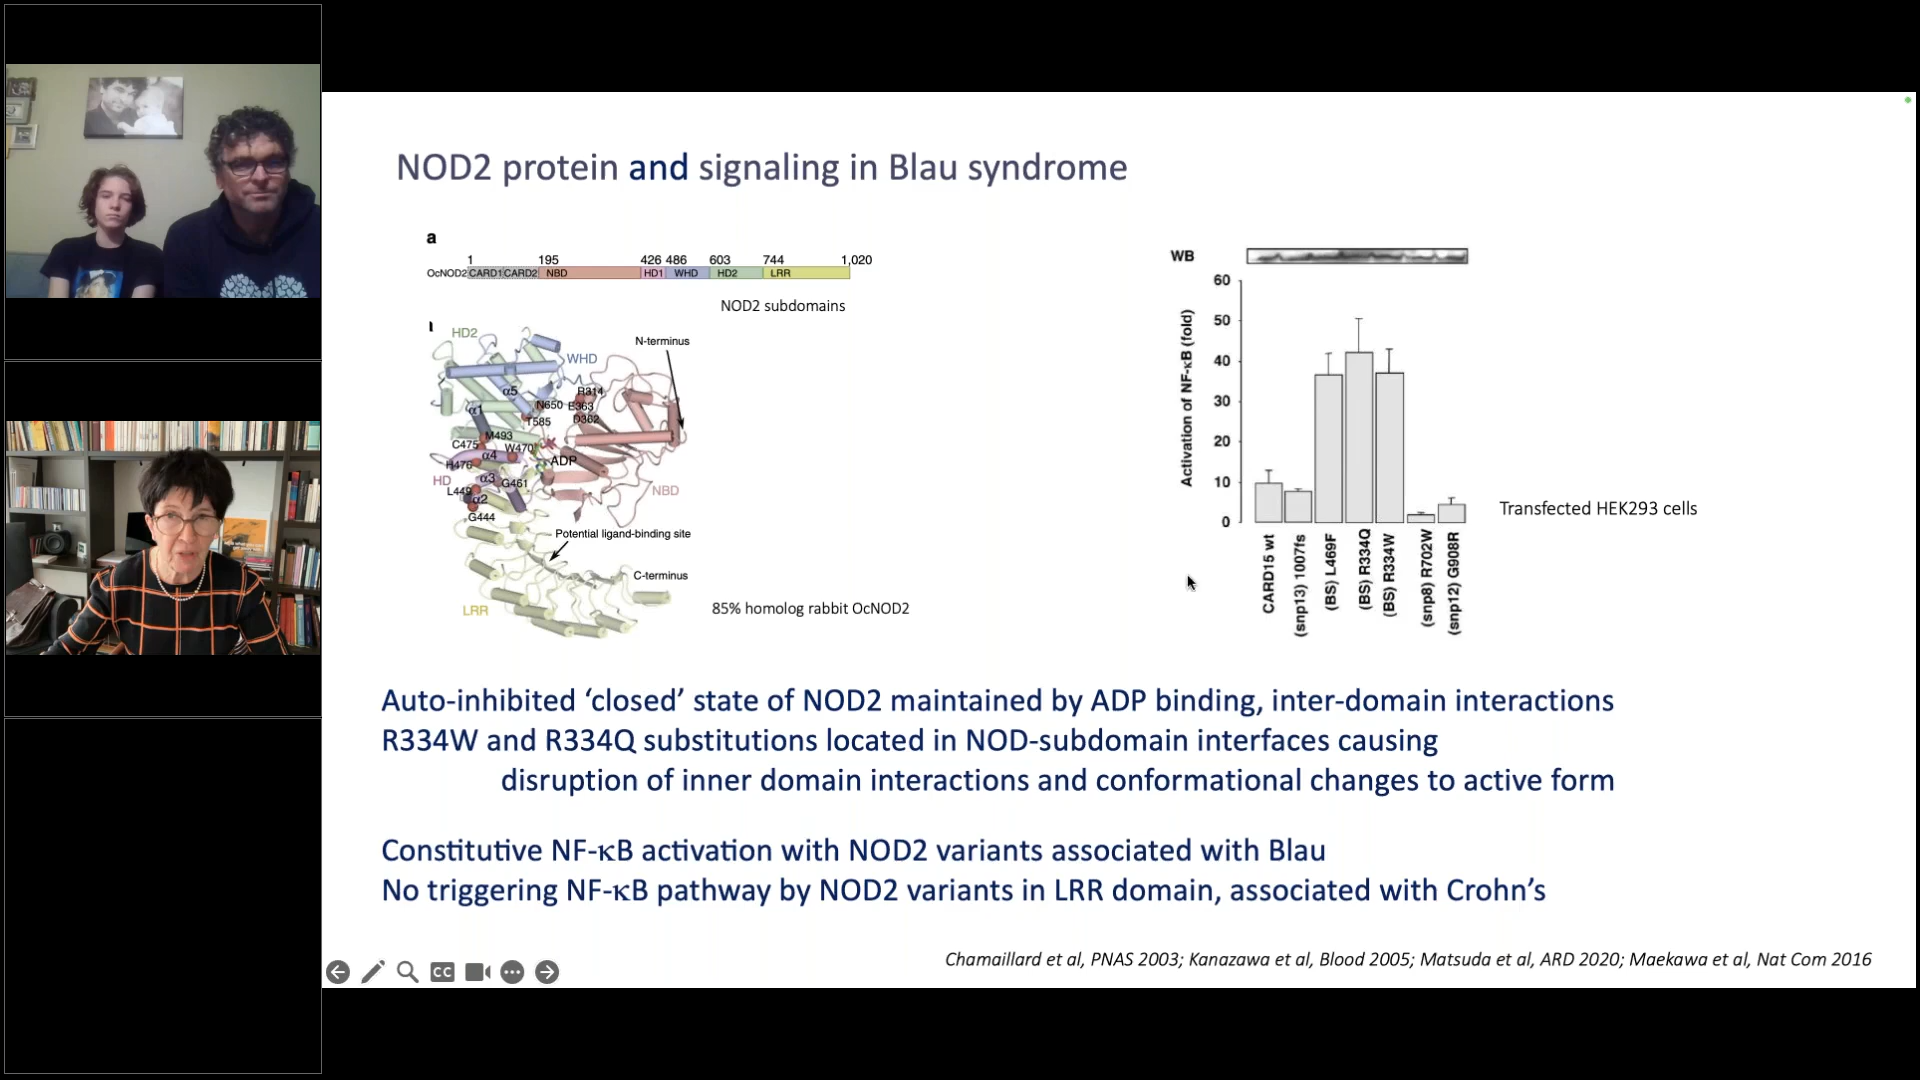 NOD2 protein and signaling in Blau syndrome
a
1 195 426 486 603 744 1,020
OcNOD2 CARD1 CARD2 NBD HD1 WHD HD2 LRR
NOD2 subdomains
HD2
N-terminus
WHD
α5
R314
N650 E363
α1
T585 D362
M493
C475
W470
α4
ADP
H476
HD
α3
G461
NBD
L449
α2
G444
Potential ligand-binding site
C-terminus
LRR
85% homolog rabbit OcNOD2
WB
Activation of NF-κB (fold)
60
50
40
30
20
10
0
CARD15 wt
(snp13) 1007fs
(BS) L469F
(BS) R334Q
(BS) R334W
(snp8) R702W
(snp12) G908R
Transfected HEK293 cells
Auto-inhibited ‘closed’ state of NOD2 maintained by ADP binding, inter-domain interactions
R334W and R334Q substitutions located in NOD-subdomain interfaces causing
disruption of inner domain interactions and conformational changes to active form
Constitutive NF-κB activation with NOD2 variants associated with Blau
No triggering NF-κB pathway by NOD2 variants in LRR domain, associated with Crohn’s
Chamaillard et al, PNAS 2003; Kanazawa et al, Blood 2005; Matsuda et al, ARD 2020; Maekawa et al, Nat Com 2016
CC